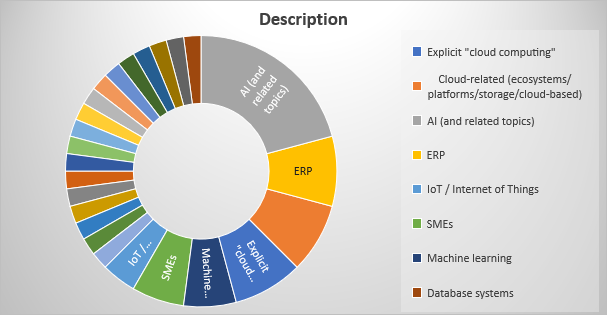 Description
AI (and
related
topics)
ERP
Explicit
"cloud...
Machine...
SMEs
IoT /...
Explicit "cloud computing"
Cloud-related (ecosystems/
platforms/storage/cloud-based)
AI (and related topics)
ERP
IoT / Internet of Things
SMEs
Machine learning
Database systems